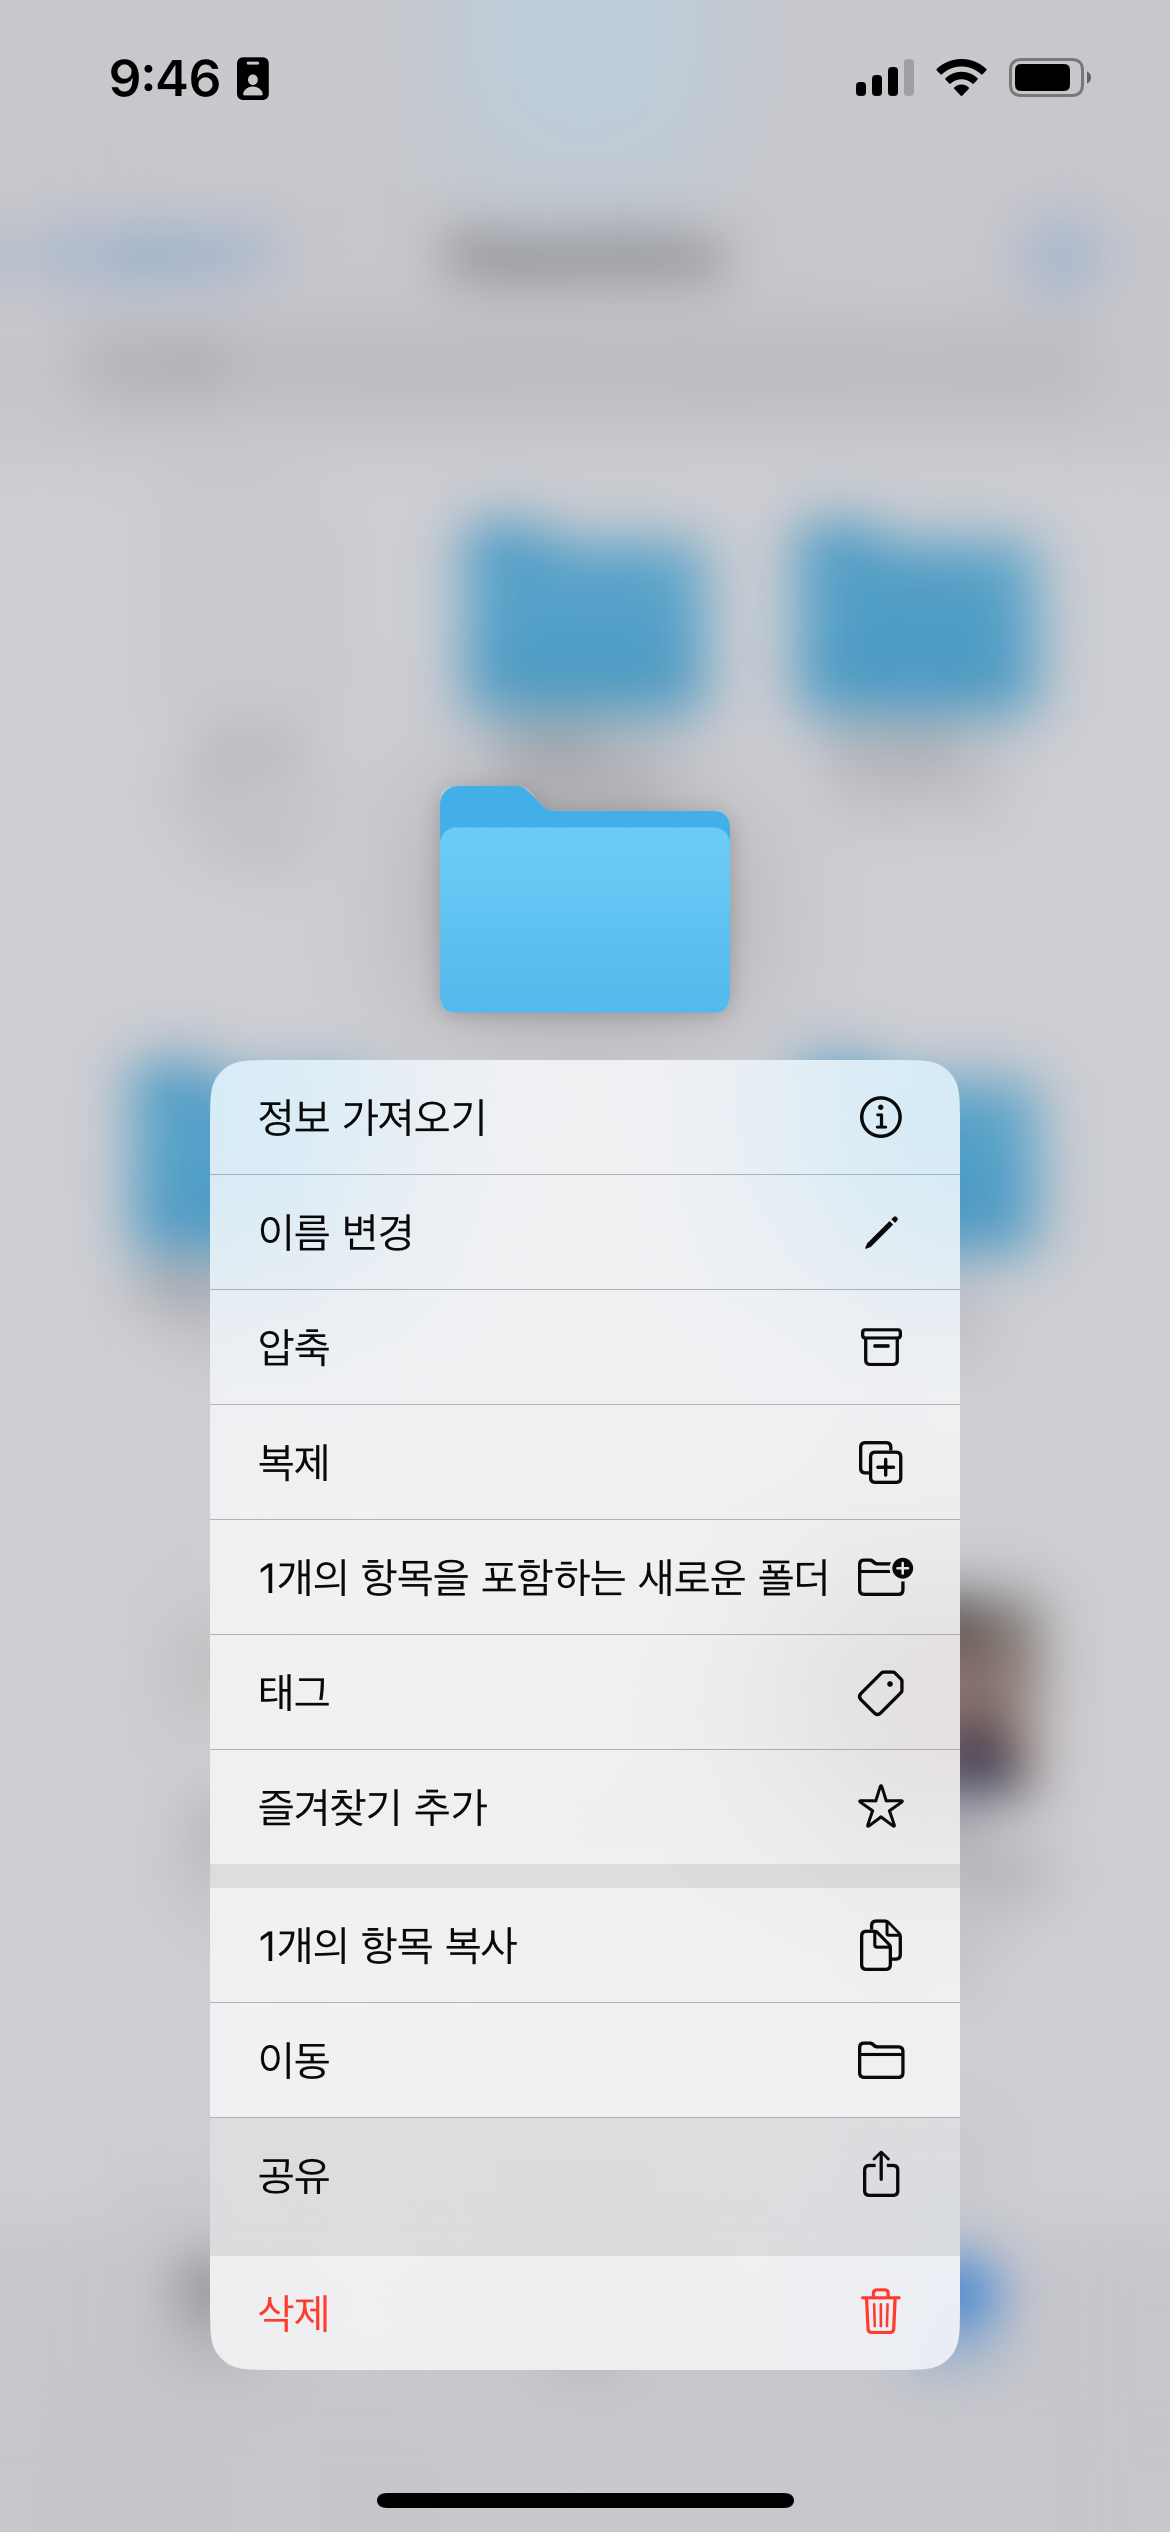 9:46
정보 가져오기
이름 변경
압축
복제
1개의 항목을 포함하는 새로운 폴더
태그
즐겨찾기 추가
1개의 항목 복사
이동
공유
삭제